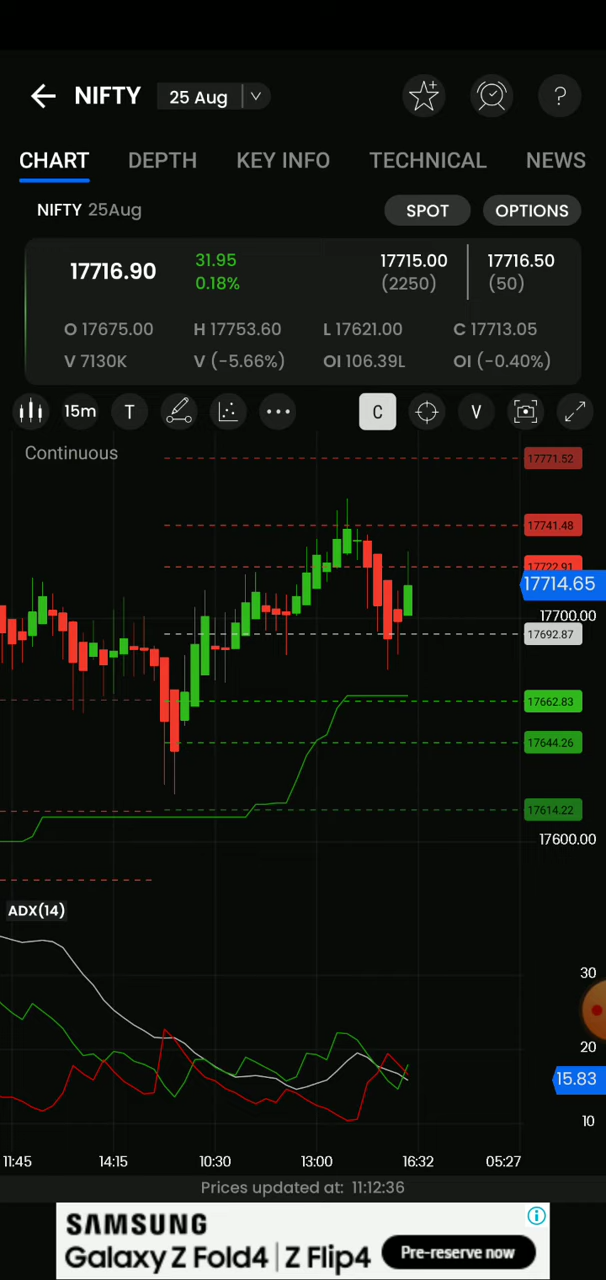 NIFTY 25 Aug
CHART DEPTH KEY INFO TECHNICAL NEWS
NIFTY 25Aug SPOT OPTIONS
17716.90 31.95 17715.00 17716.50
0.18% (2250) (50)
O 17675.00 H 17753.60 L 17621.00 C 17713.05
V 7130K V (-5.66%) OI 106.39L OI (-0.40%)
15m T C V
Continuous
17771.52
17741.48
17722.91
17714.65
17700.00
17692.87
17662.83
17644.26
17614.22
17600.00
ADX(14)
30
20
15.83
10
11:45 14:15 10:30 13:00 16:32 05:27
Prices updated at: 11:12:36
SAMSUNG
Galaxy Z Fold4 | Z Flip4 Pre-reserve now